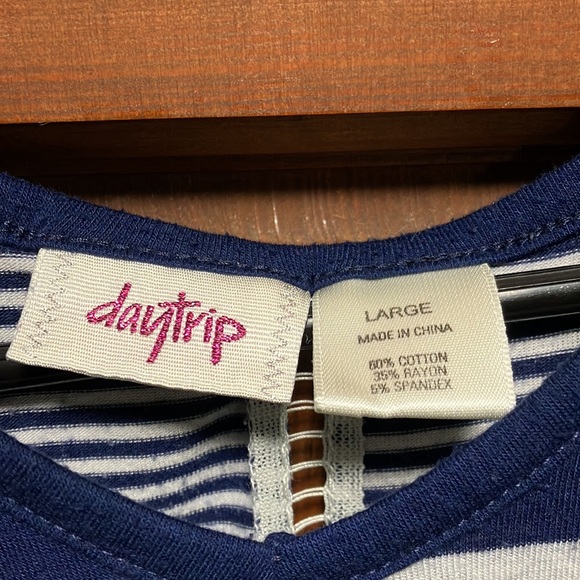 daytrip
LARGE
MADE IN CHINA
60% COTTON
35% RAYON
5% SPANDEX